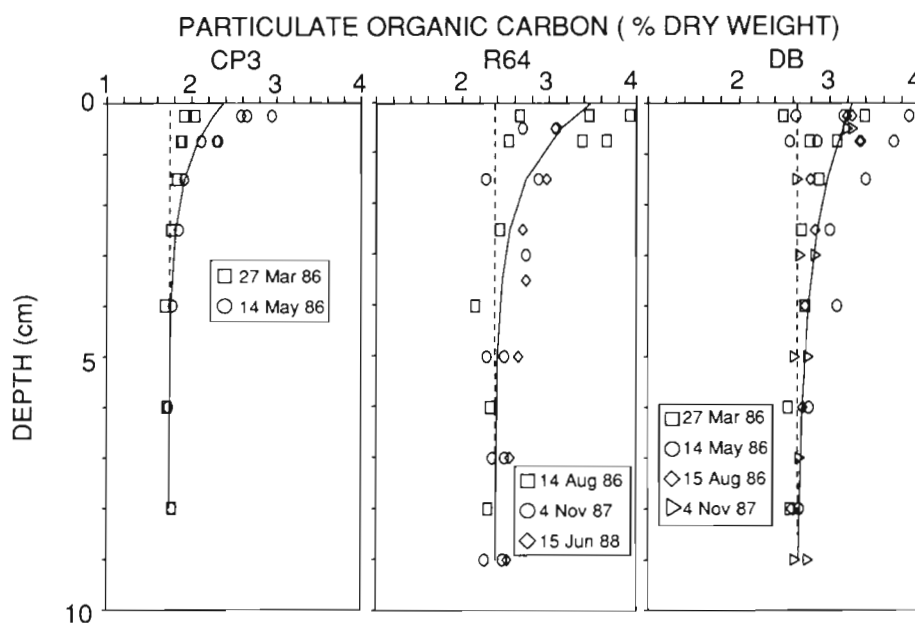 PARTICULATE ORGANIC CARBON ( % DRY WEIGHT)
CP3 R64 DB
1 2 3 4 2 3 4 2 3 4
0
5
10
DEPTH (cm)
27 Mar 86
14 May 86
14 Aug 86
4 Nov 87
15 Jun 88
27 Mar 86
14 May 86
15 Aug 86
4 Nov 87